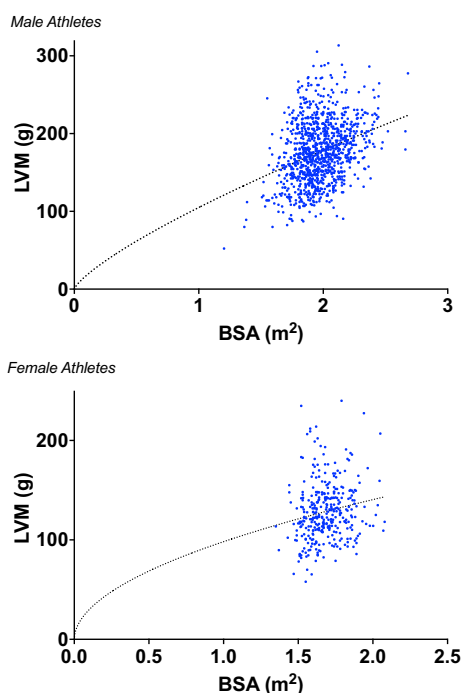 Male Athletes
300
200
100
0
LVM (g)
0 1 2 3
BSA (m²)
Female Athletes
200
100
0
LVM (g)
0.0 0.5 1.0 1.5 2.0 2.5
BSA (m²)